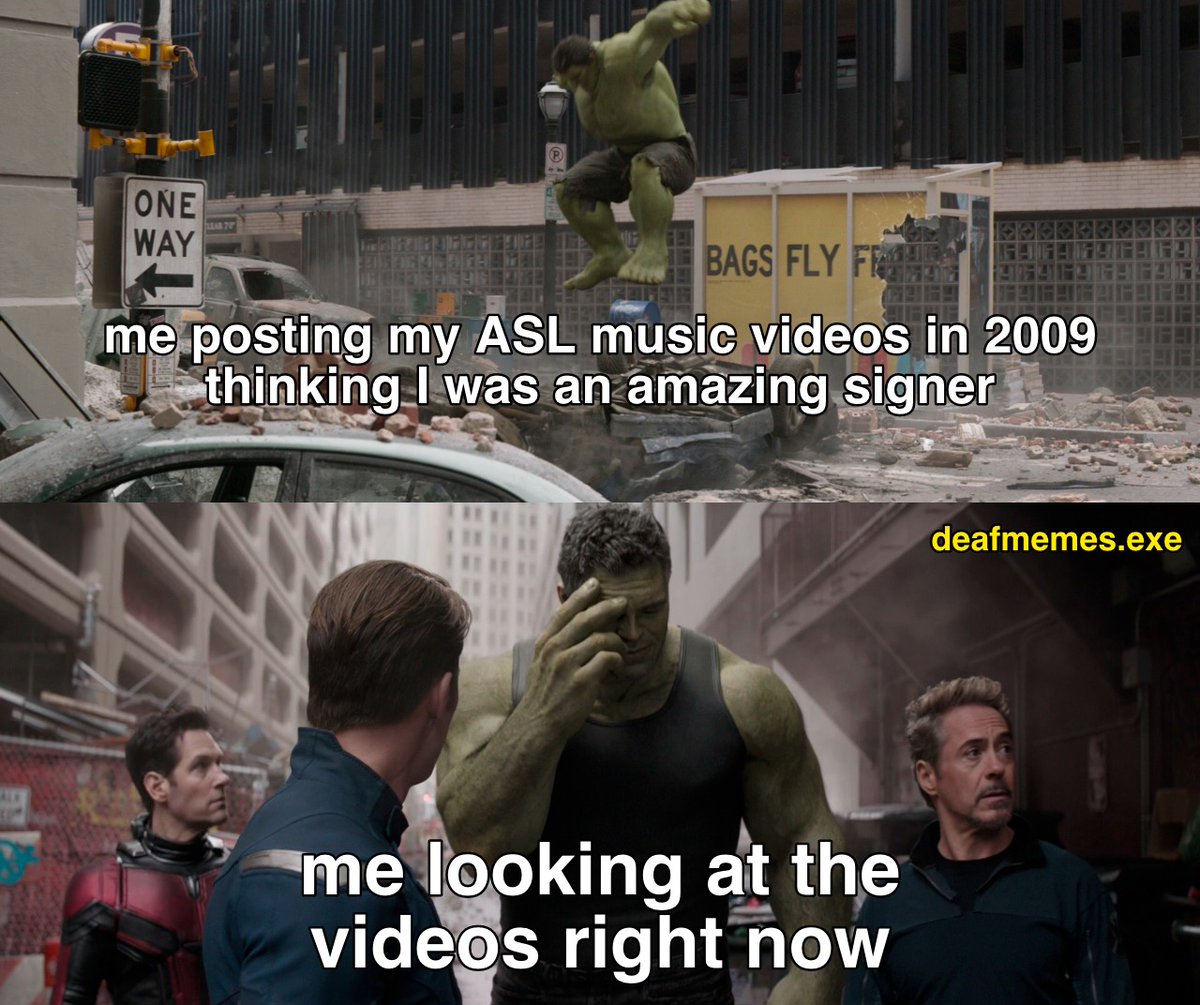 ONE
WAY
P
BAGS FLY FR
me posting my ASL music videos in 2009
thinking I was an amazing signer
deafmemes.exe
me looking at the
videos right now